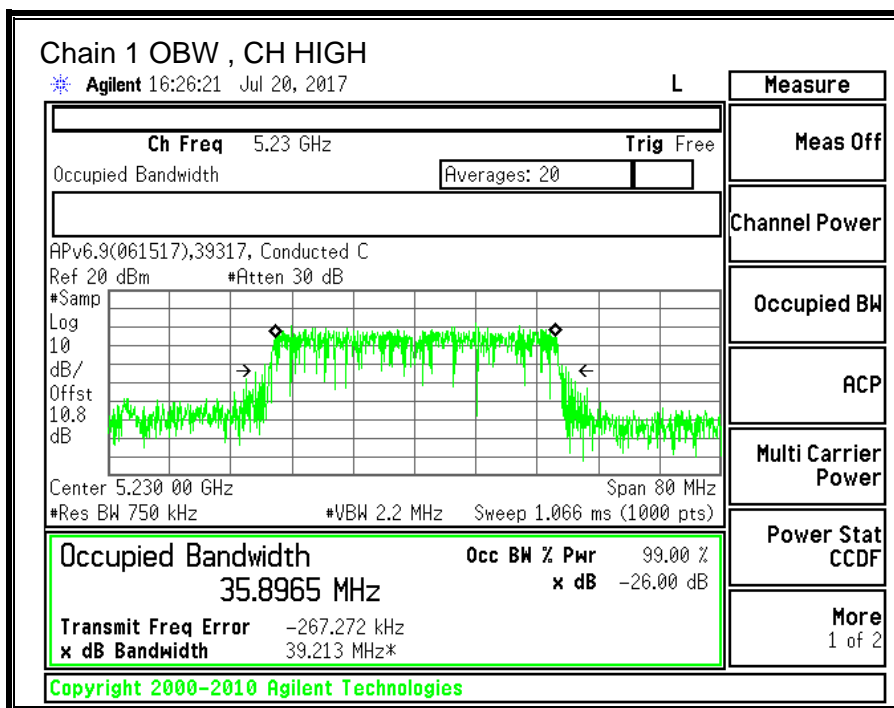 Chain 1 OBW , CH HIGH
Agilent 16:26:21 Jul 20, 2017 L
Measure
Ch Freq 5.23 GHz Trig Free
Occupied Bandwidth Averages: 20
APv6.9(061517),39317, Conducted C
Ref 20 dBm #Atten 30 dB
#Samp
Log
10
dB/
Offst
10.8
dB
Center 5.230 00 GHz Span 80 MHz
#Res BW 750 kHz #VBW 2.2 MHz Sweep 1.066 ms (1000 pts)
Occupied Bandwidth
35.8965 MHz
Occ BW % Pwr 99.00 %
x dB -26.00 dB
Transmit Freq Error -267.272 kHz
x dB Bandwidth 39.213 MHz*
Meas Off
Channel Power
Occupied BW
ACP
Multi Carrier
Power
Power Stat
CCDF
More
1 of 2
Copyright 2000-2010 Agilent Technologies